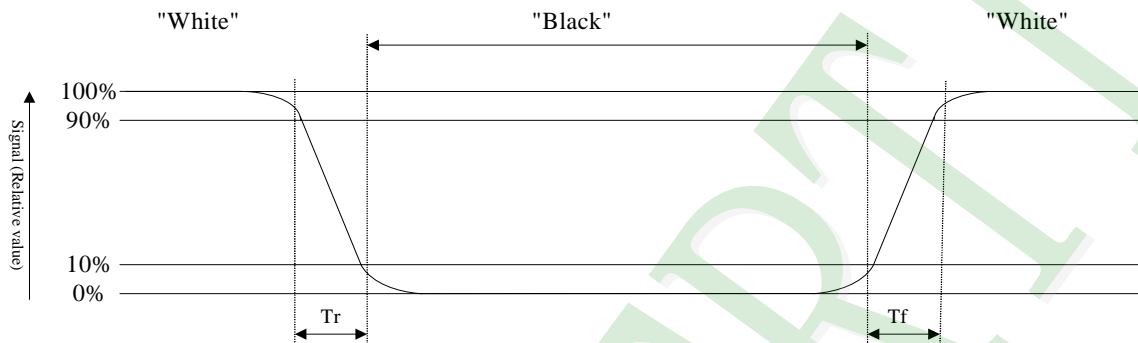 "White" "Black" "White"
100%
90%
Signal (Relative value)
10%
0%
Tr Tf